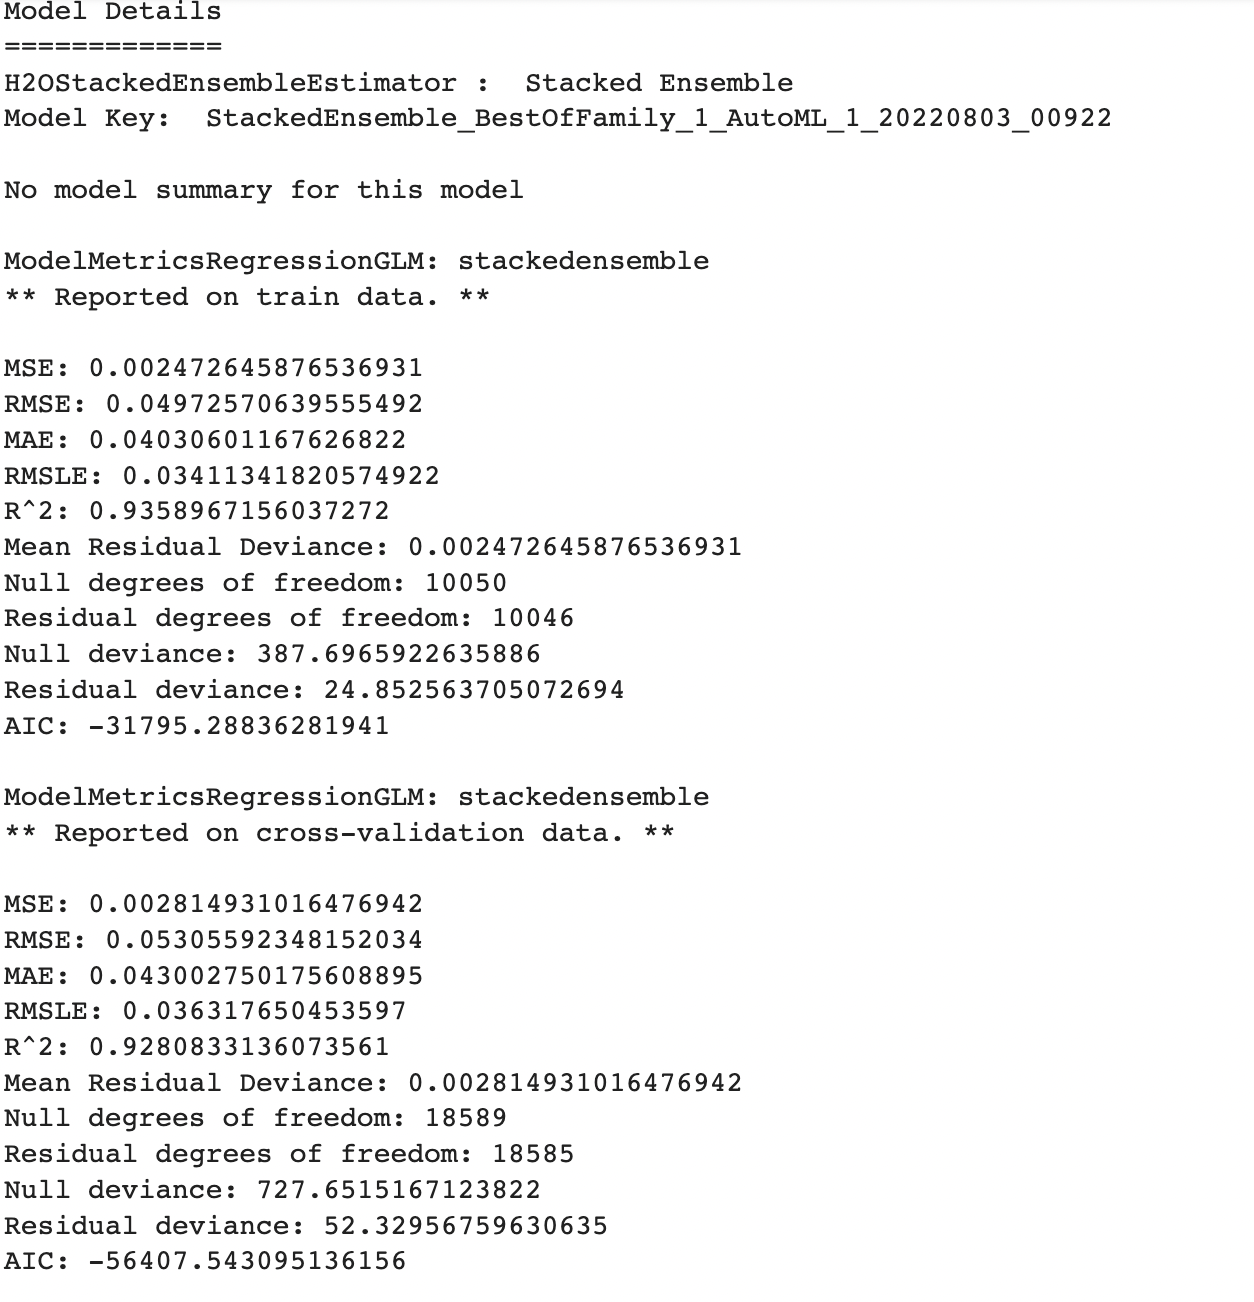 Model Details
=============
H2OStackedEnsembleEstimator :  Stacked Ensemble
Model Key:  StackedEnsemble_BestOfFamily_1_AutoML_1_20220803_00922
No model summary for this model
ModelMetricsRegressionGLM: stackedensemble
** Reported on train data. **
MSE: 0.002472645876536931
RMSE: 0.04972570639555492
MAE: 0.04030601167626822
RMSLE: 0.03411341820574922
R^2: 0.9358967156037272
Mean Residual Deviance: 0.002472645876536931
Null degrees of freedom: 10050
Residual degrees of freedom: 10046
Null deviance: 387.6965922635886
Residual deviance: 24.852563705072694
AIC: -31795.28836281941
ModelMetricsRegressionGLM: stackedensemble
** Reported on cross-validation data. **
MSE: 0.002814931016476942
RMSE: 0.05305592348152034
MAE: 0.043002750175608895
RMSLE: 0.036317650453597
R^2: 0.9280833136073561
Mean Residual Deviance: 0.002814931016476942
Null degrees of freedom: 18589
Residual degrees of freedom: 18585
Null deviance: 727.6515167123822
Residual deviance: 52.32956759630635
AIC: -56407.543095136156